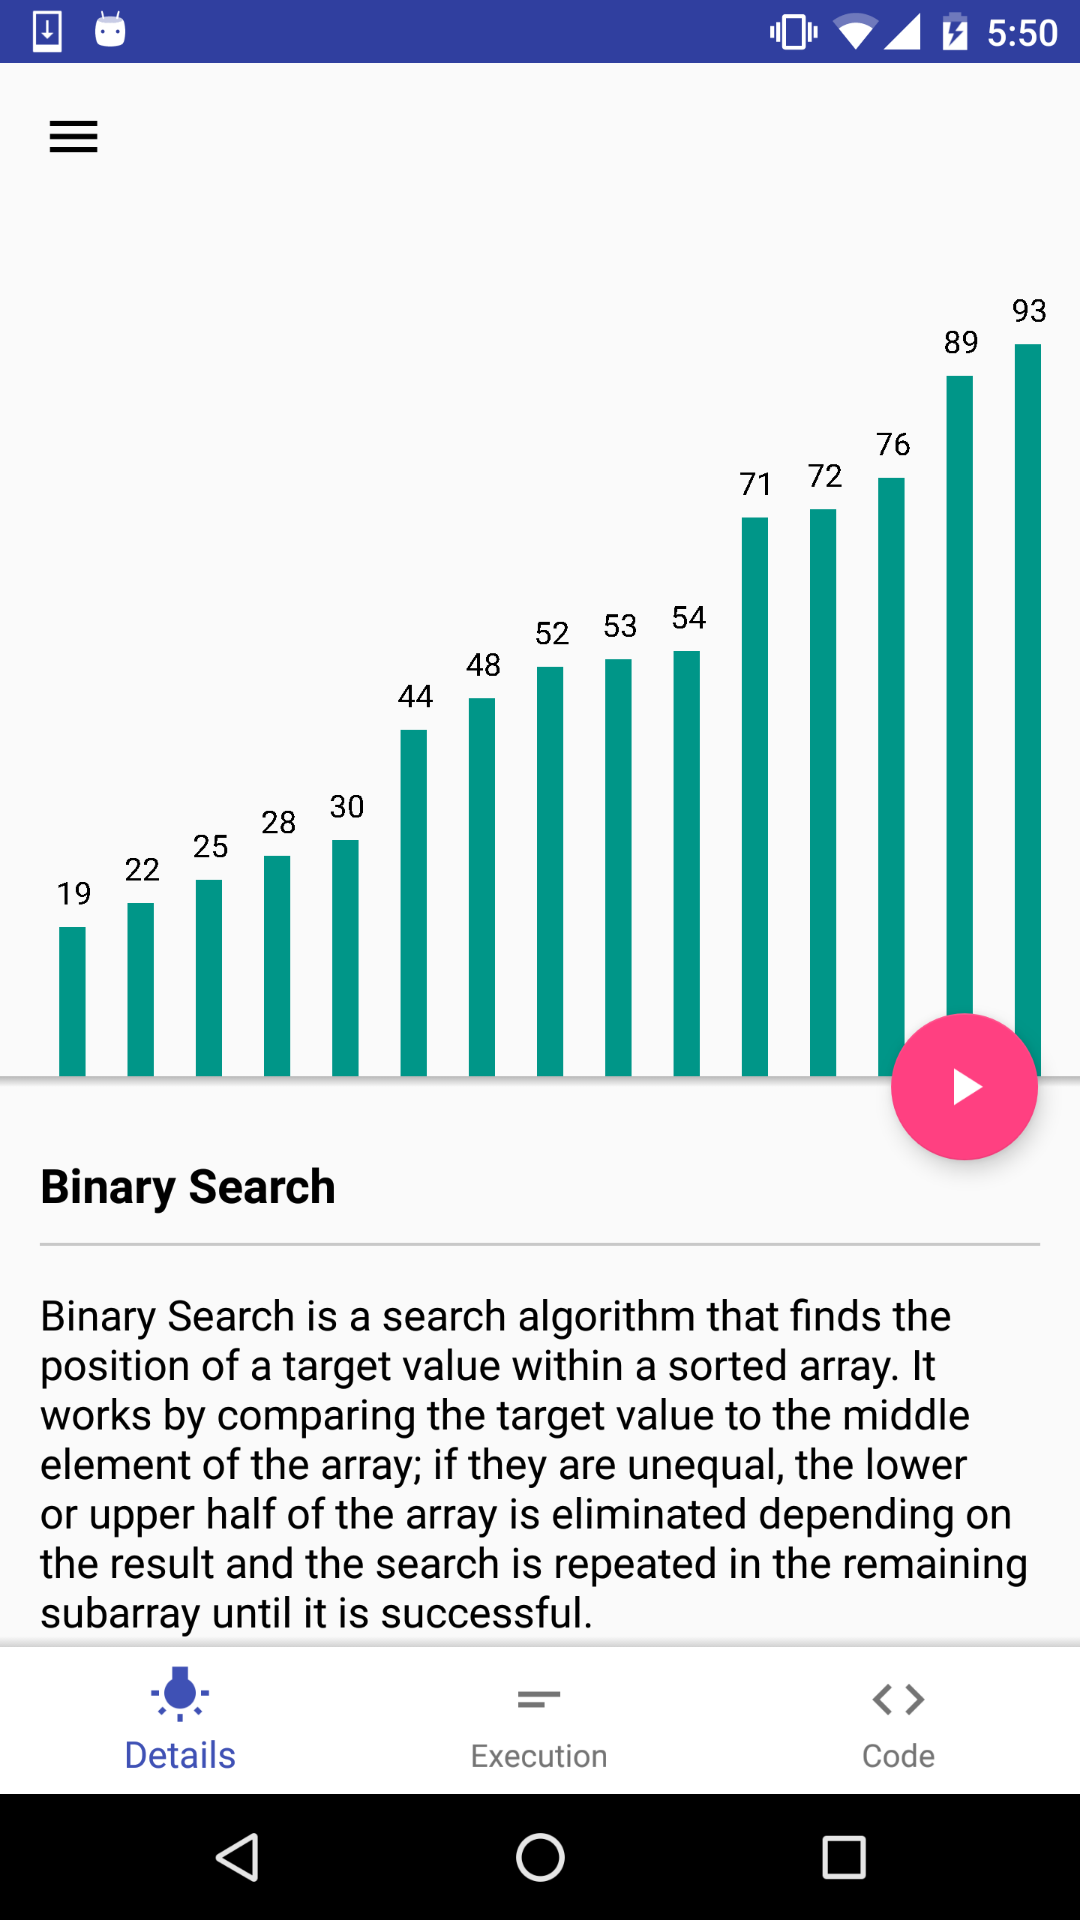 5:50
93
89
76
72
71
54
53
52
48
44
30
28
25
22
19
Binary Search
Binary Search is a search algorithm that finds the
position of a target value within a sorted array. It
works by comparing the target value to the middle
element of the array; if they are unequal, the lower
or upper half of the array is eliminated depending on
the result and the search is repeated in the remaining
subarray until it is successful.
Details
Execution
Code